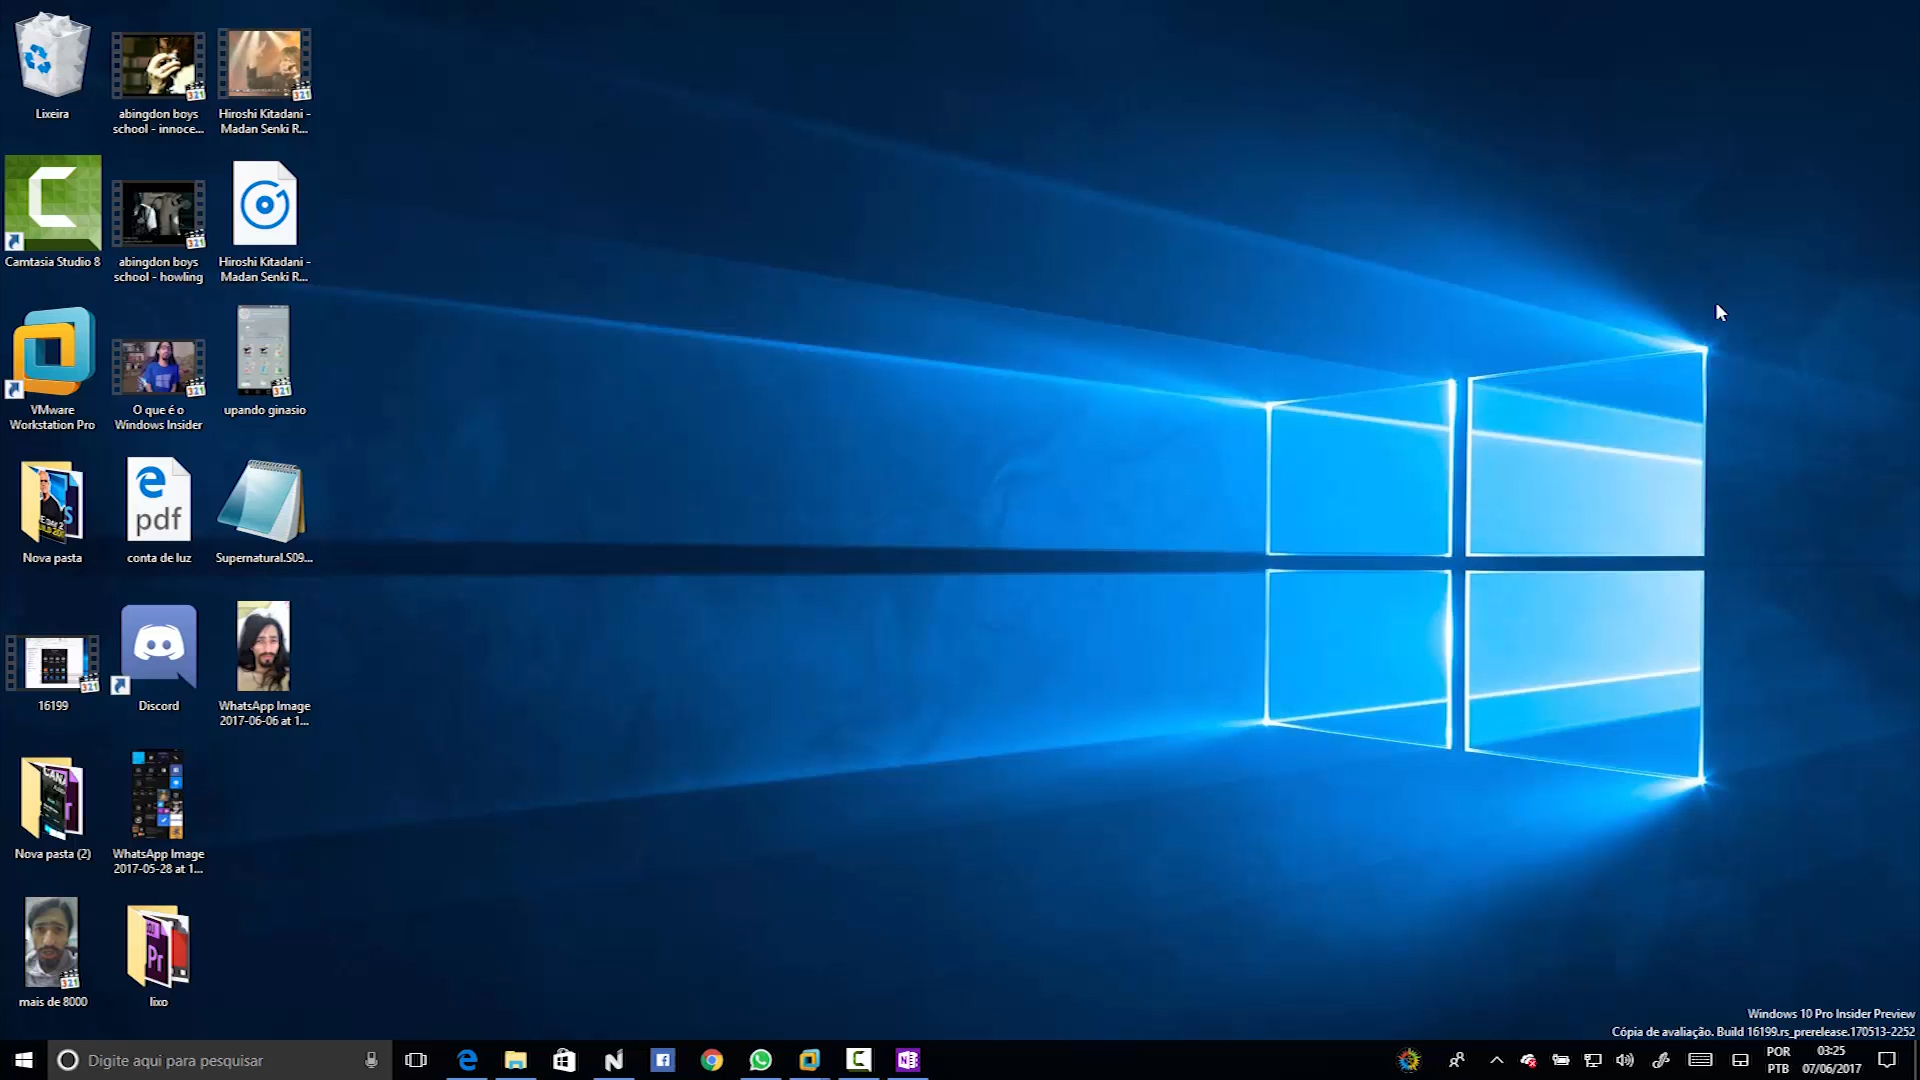 Lixeira
abingdon boys
school - innoce...
Hiroshi Kitadani -
Madan Senki R...
Camtasia Studio 8
abingdon boys
school - howling
Hiroshi Kitadani -
Madan Senki R...
VMware
Workstation Pro
O que é o
Windows Insider
upando ginasio
Nova pasta
pdf
conta de luz
Supernatural.S09...
16199
Discord
WhatsApp Image
2017-06-06 at 1...
Nova pasta (2)
WhatsApp Image
2017-05-28 at 1...
mais de 8000
Pr
lixo
Windows 10 Pro Insider Preview
Cópia de avaliação. Build 16199.rs_prerelease.170513-2252
Digite aqui para pesquisar
POR
PTB
03:25
07/06/2017